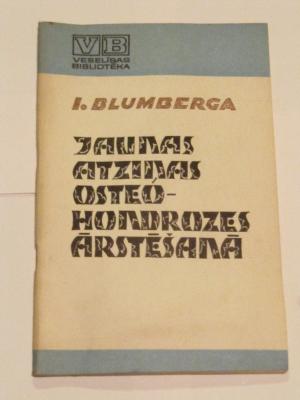 VB
VESELĪBAS
BIBLIOTĒKA
I. BLUMBERGA
JAUNAS
ATZIŅAS
OSTEO-
HONDROZES
ĀRSTĒŠANĀ